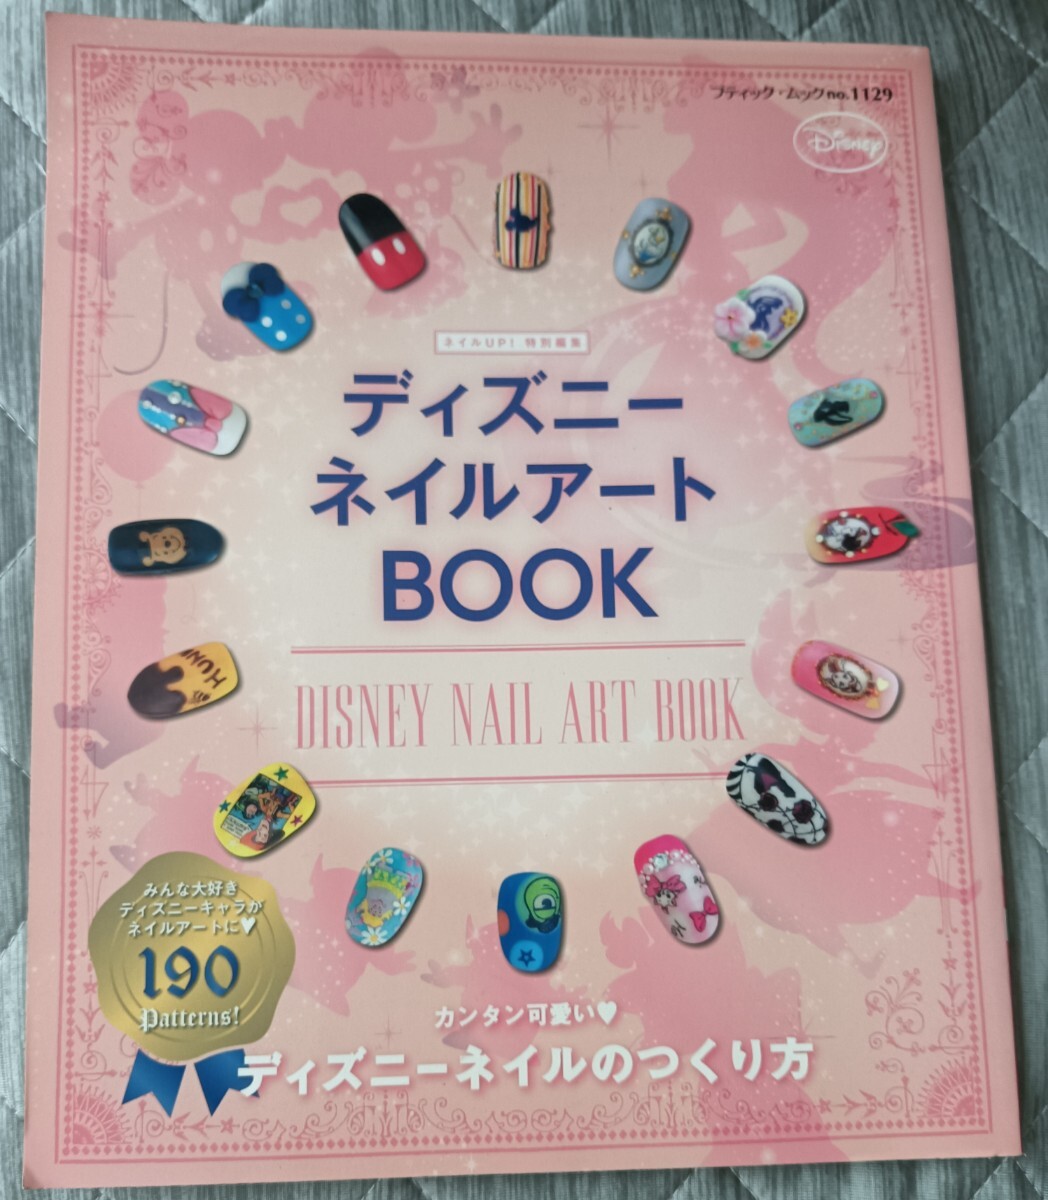 ブティック・ムックno.1129
Disney
ネイルUP! 特別編集
ディズニー
ネイルアート
BOOK
DISNEY NAIL ART BOOK
HUNN
みんな大好き
ディズニーキャラが
ネイルアートに♥
190
Patterns!
カンタン可愛い♥
ディズニーネイルのつくり方